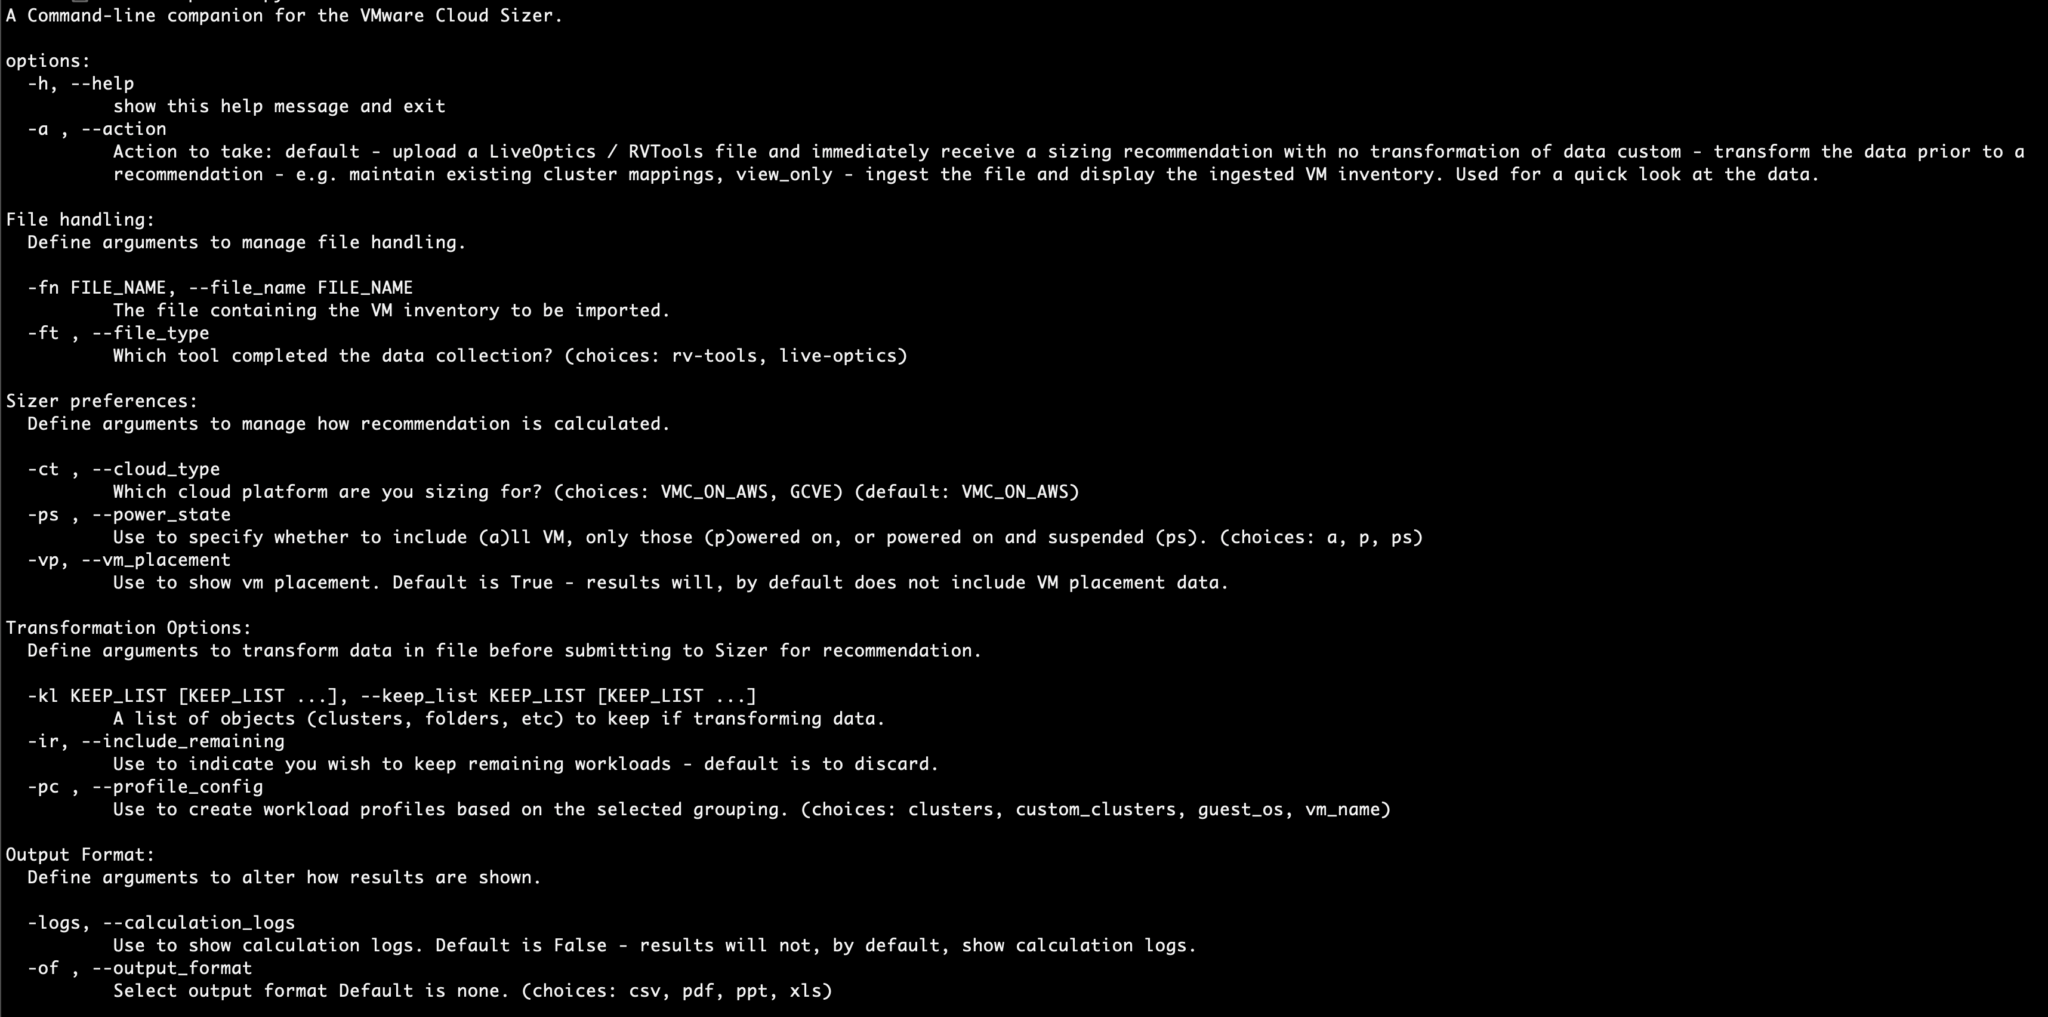 A Command-line companion for the VMware Cloud Sizer.
options:
-h, --help
show this help message and exit
-a , --action
Action to take: default - upload a LiveOptics / RVTools file and immediately receive a sizing recommendation with no transformation of data custom - transform the data prior to a
recommendation - e.g. maintain existing cluster mappings, view_only - ingest the file and display the ingested VM inventory. Used for a quick look at the data.
File handling:
Define arguments to manage file handling.
-fn FILE_NAME, --file_name FILE_NAME
The file containing the VM inventory to be imported.
-ft , --file_type
Which tool completed the data collection? (choices: rv-tools, live-optics)
Sizer preferences:
Define arguments to manage how recommendation is calculated.
-ct , --cloud_type
Which cloud platform are you sizing for? (choices: VMC_ON_AWS, GCVE) (default: VMC_ON_AWS)
-ps , --power_state
Use to specify whether to include (a)ll VM, only those (p)owered on, or powered on and suspended (ps). (choices: a, p, ps)
-vp, --vm_placement
Use to show vm placement. Default is True - results will, by default does not include VM placement data.
Transformation Options:
Define arguments to transform data in file before submitting to Sizer for recommendation.
-kl KEEP_LIST [KEEP_LIST ...], --keep_list KEEP_LIST [KEEP_LIST ...]
A list of objects (clusters, folders, etc) to keep if transforming data.
-ir, --include_remaining
Use to indicate you wish to keep remaining workloads - default is to discard.
-pc , --profile_config
Use to create workload profiles based on the selected grouping. (choices: clusters, custom_clusters, guest_os, vm_name)
Output Format:
Define arguments to alter how results are shown.
-logs, --calculation_logs
Use to show calculation logs. Default is False - results will not, by default, show calculation logs.
-of , --output_format
Select output format Default is none. (choices: csv, pdf, ppt, xls)